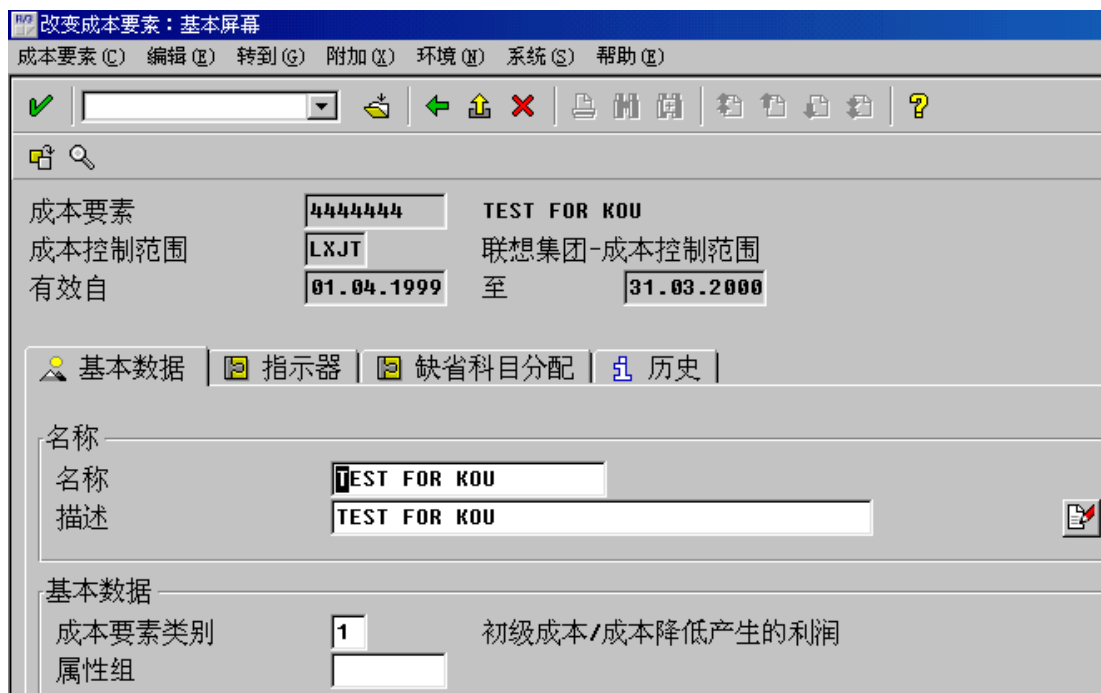 R/3 改变成本要素：基本屏幕
成本要素(C) 编辑(E) 转到(G) 附加(X) 环境(N) 系统(S) 帮助(E)
成本要素 4444444 TEST FOR KOU
成本控制范围 LXJT 联想集团-成本控制范围
有效自 01.04.1999 至 31.03.2000
基本数据 指示器 缺省科目分配 历史
名称
名称 TEST FOR KOU
描述 TEST FOR KOU
基本数据
成本要素类别 1 初级成本/成本降低产生的利润
属性组